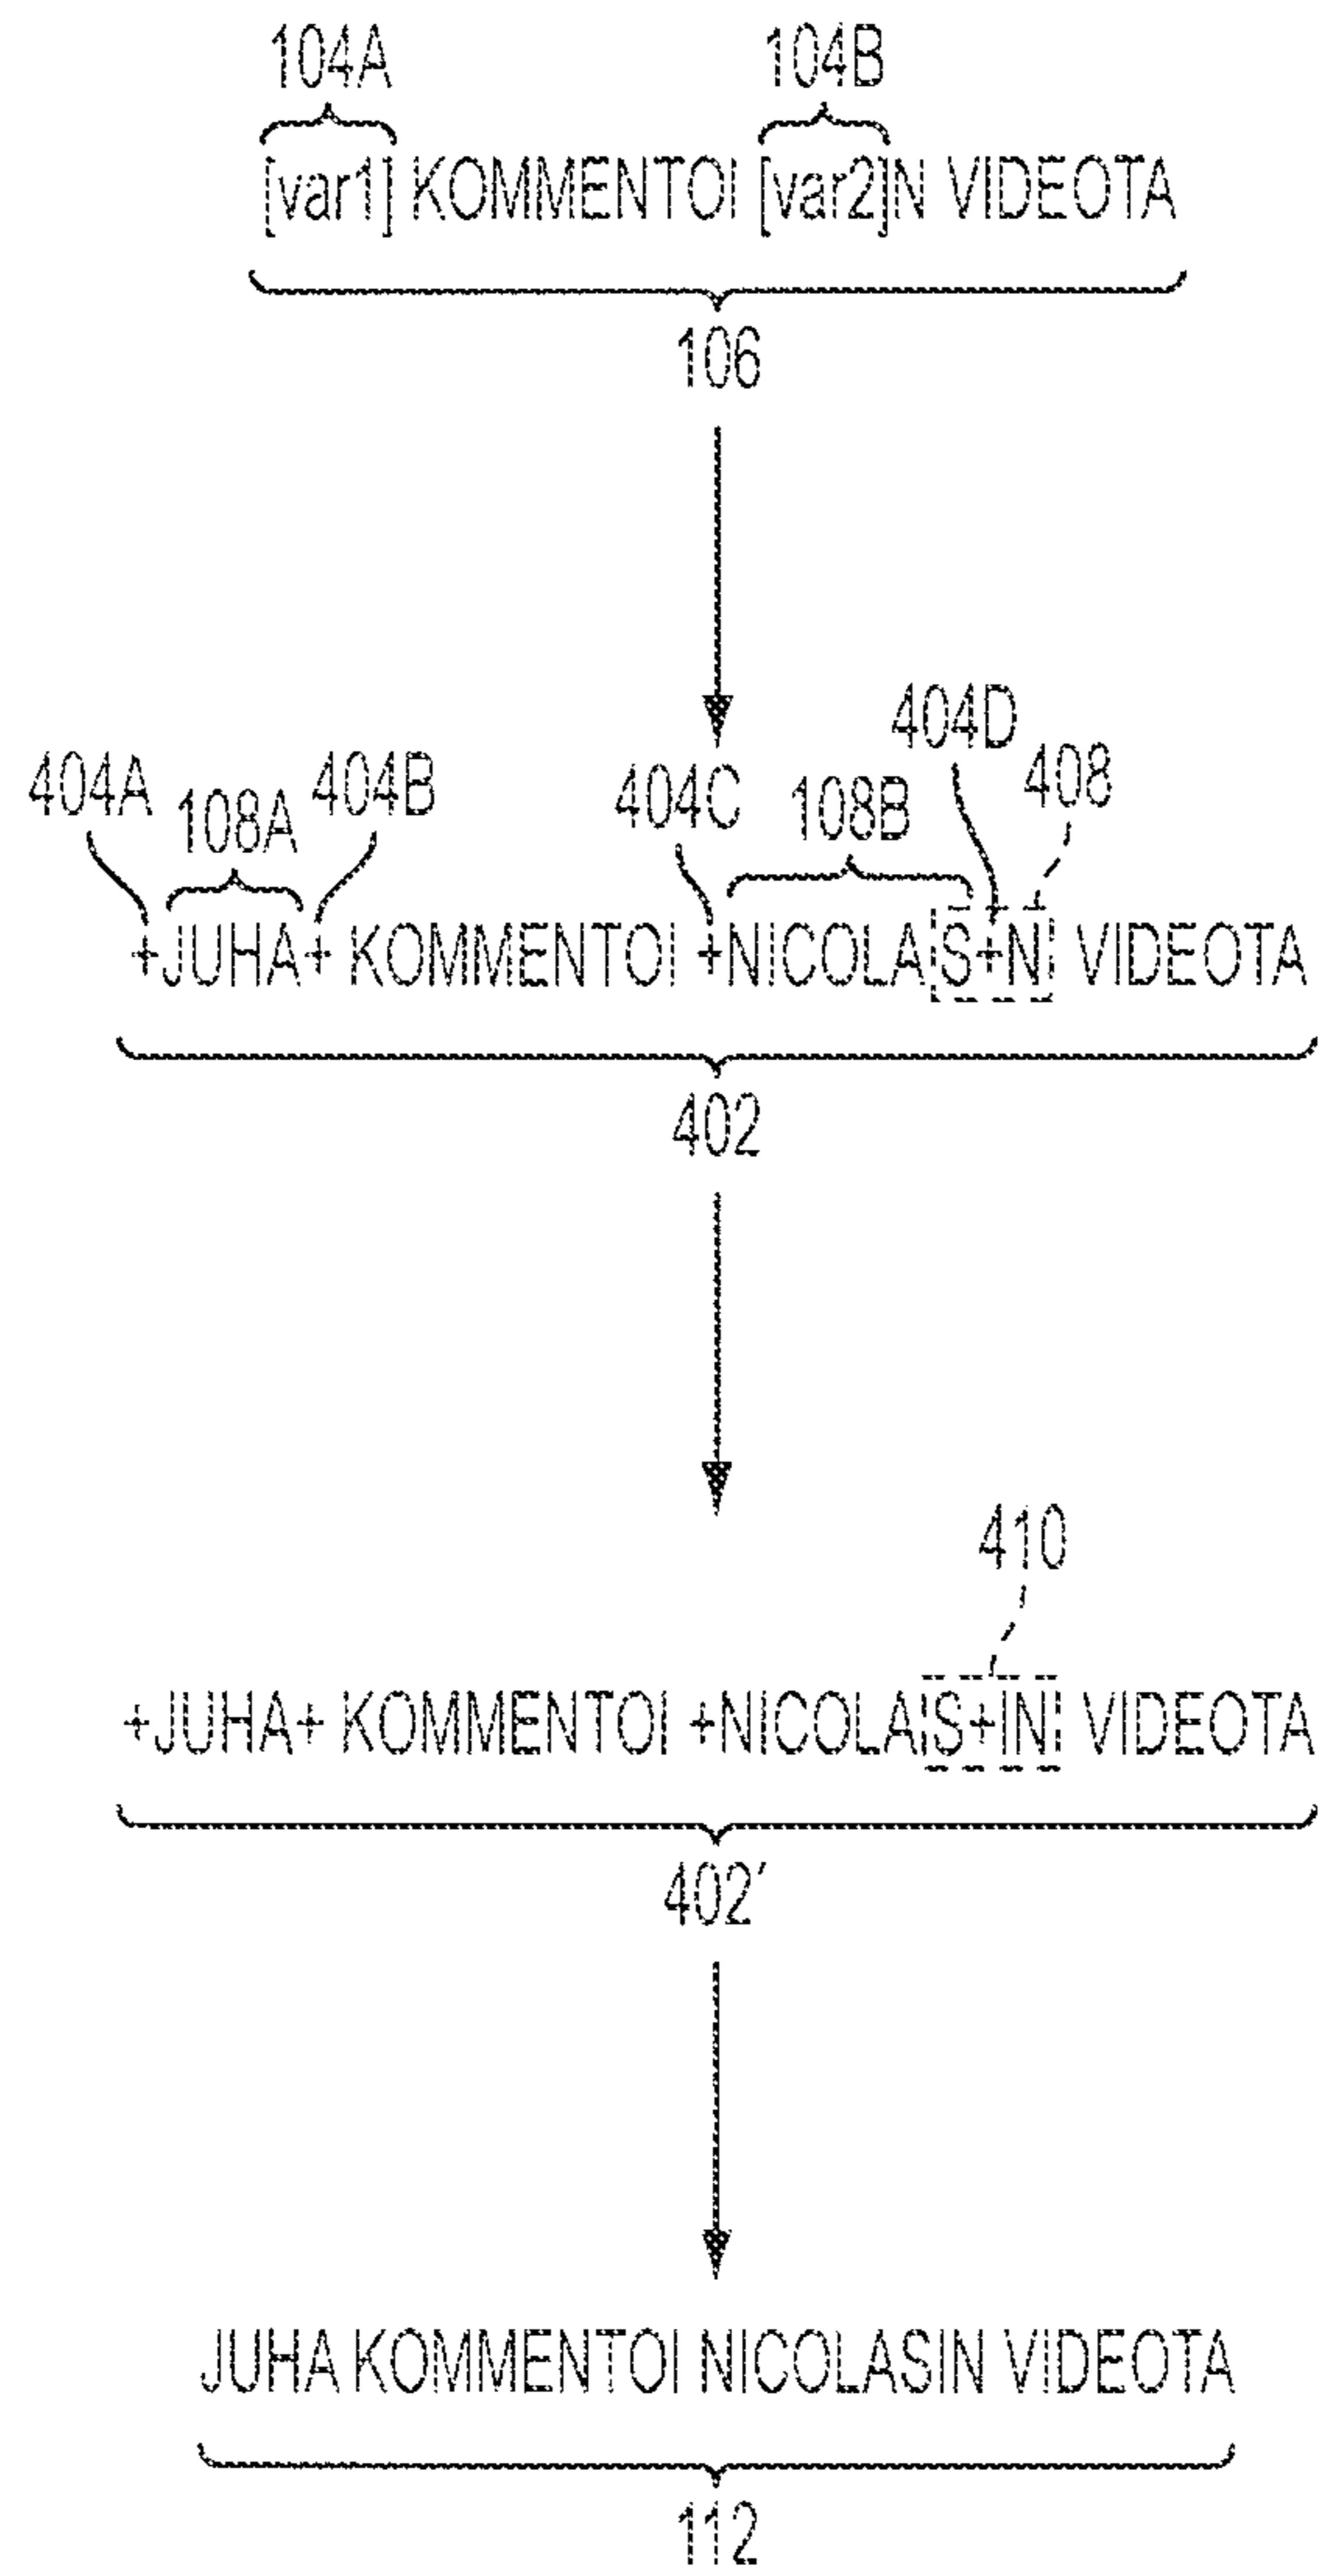 104A 104B
[var1] KOMMENTOI [var2]N VIDEOTA
106
404D
404A 108A 404B 404C 108B 408
+JUHA+ KOMMENTOI +NICOLAS+N VIDEOTA
402
410
+JUHA+ KOMMENTOI +NICOLAS+IN VIDEOTA
402'
JUHA KOMMENTOI NICOLASIN VIDEOTA
112